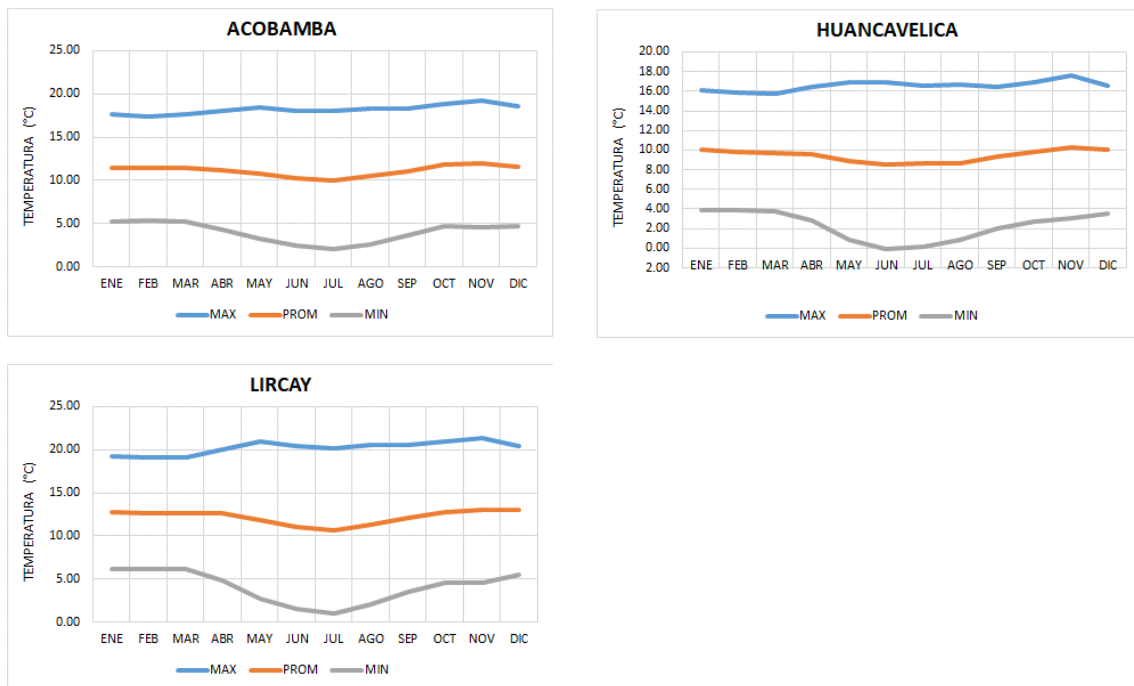 ACOBAMBA
TEMPERATURA (°C)
25.00
20.00
15.00
10.00
5.00
0.00
ENE FEB MAR ABR MAY JUN JUL AGO SEP OCT NOV DIC
MAX PROM MIN
HUANCAVELICA
TEMPERATURA (°C)
20.00
18.00
16.00
14.00
12.00
10.00
8.00
6.00
4.00
2.00
0.00
2.00
ENE FEB MAR ABR MAY JUN JUL AGO SEP OCT NOV DIC
MAX PROM MIN
LIRCAY
TEMPERATURA (°C)
25.00
20.00
15.00
10.00
5.00
0.00
ENE FEB MAR ABR MAY JUN JUL AGO SEP OCT NOV DIC
MAX PROM MIN